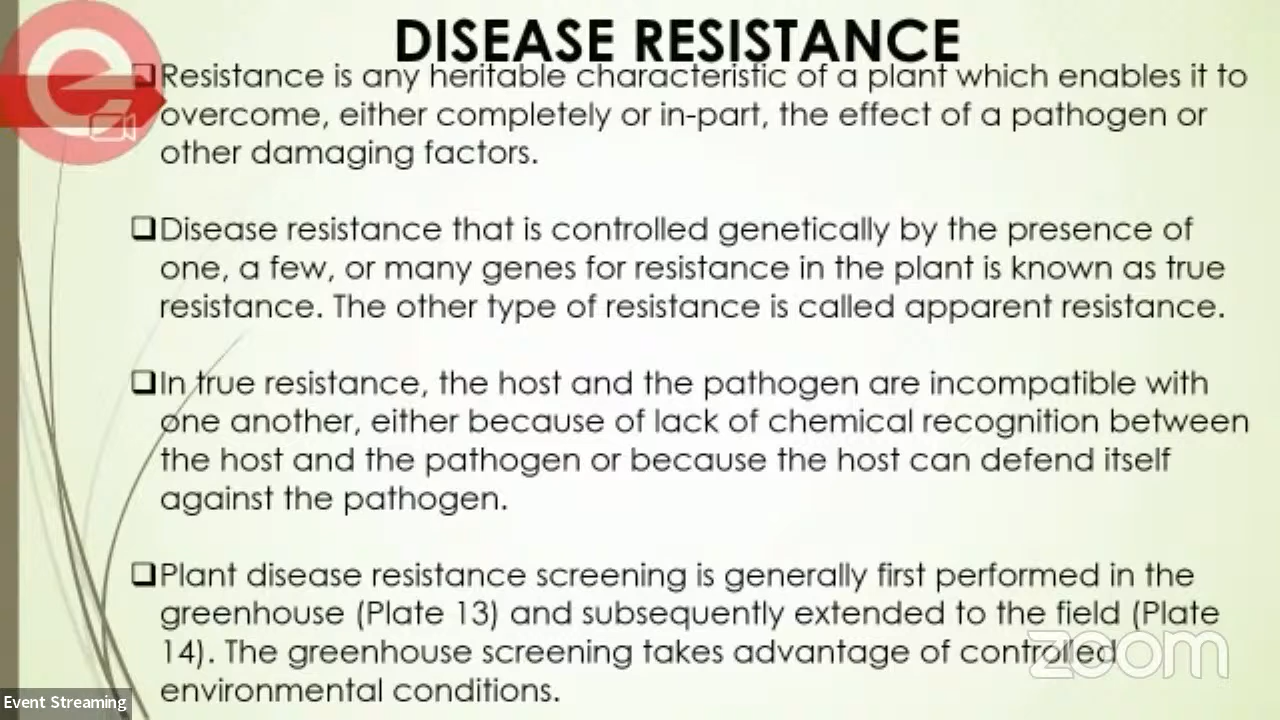 DISEASE RESISTANCE
❑Resistance is any heritable characteristic of a plant which enables it to
overcome, either completely or in-part, the effect of a pathogen or
other damaging factors.
❑Disease resistance that is controlled genetically by the presence of
one, a few, or many genes for resistance in the plant is known as true
resistance. The other type of resistance is called apparent resistance.
❑In true resistance, the host and the pathogen are incompatible with
one another, either because of lack of chemical recognition between
the host and the pathogen or because the host can defend itself
against the pathogen.
❑Plant disease resistance screening is generally first performed in the
greenhouse (Plate 13) and subsequently extended to the field (Plate
14). The greenhouse screening takes advantage of controlled
environmental conditions.
zoom
Event Streaming